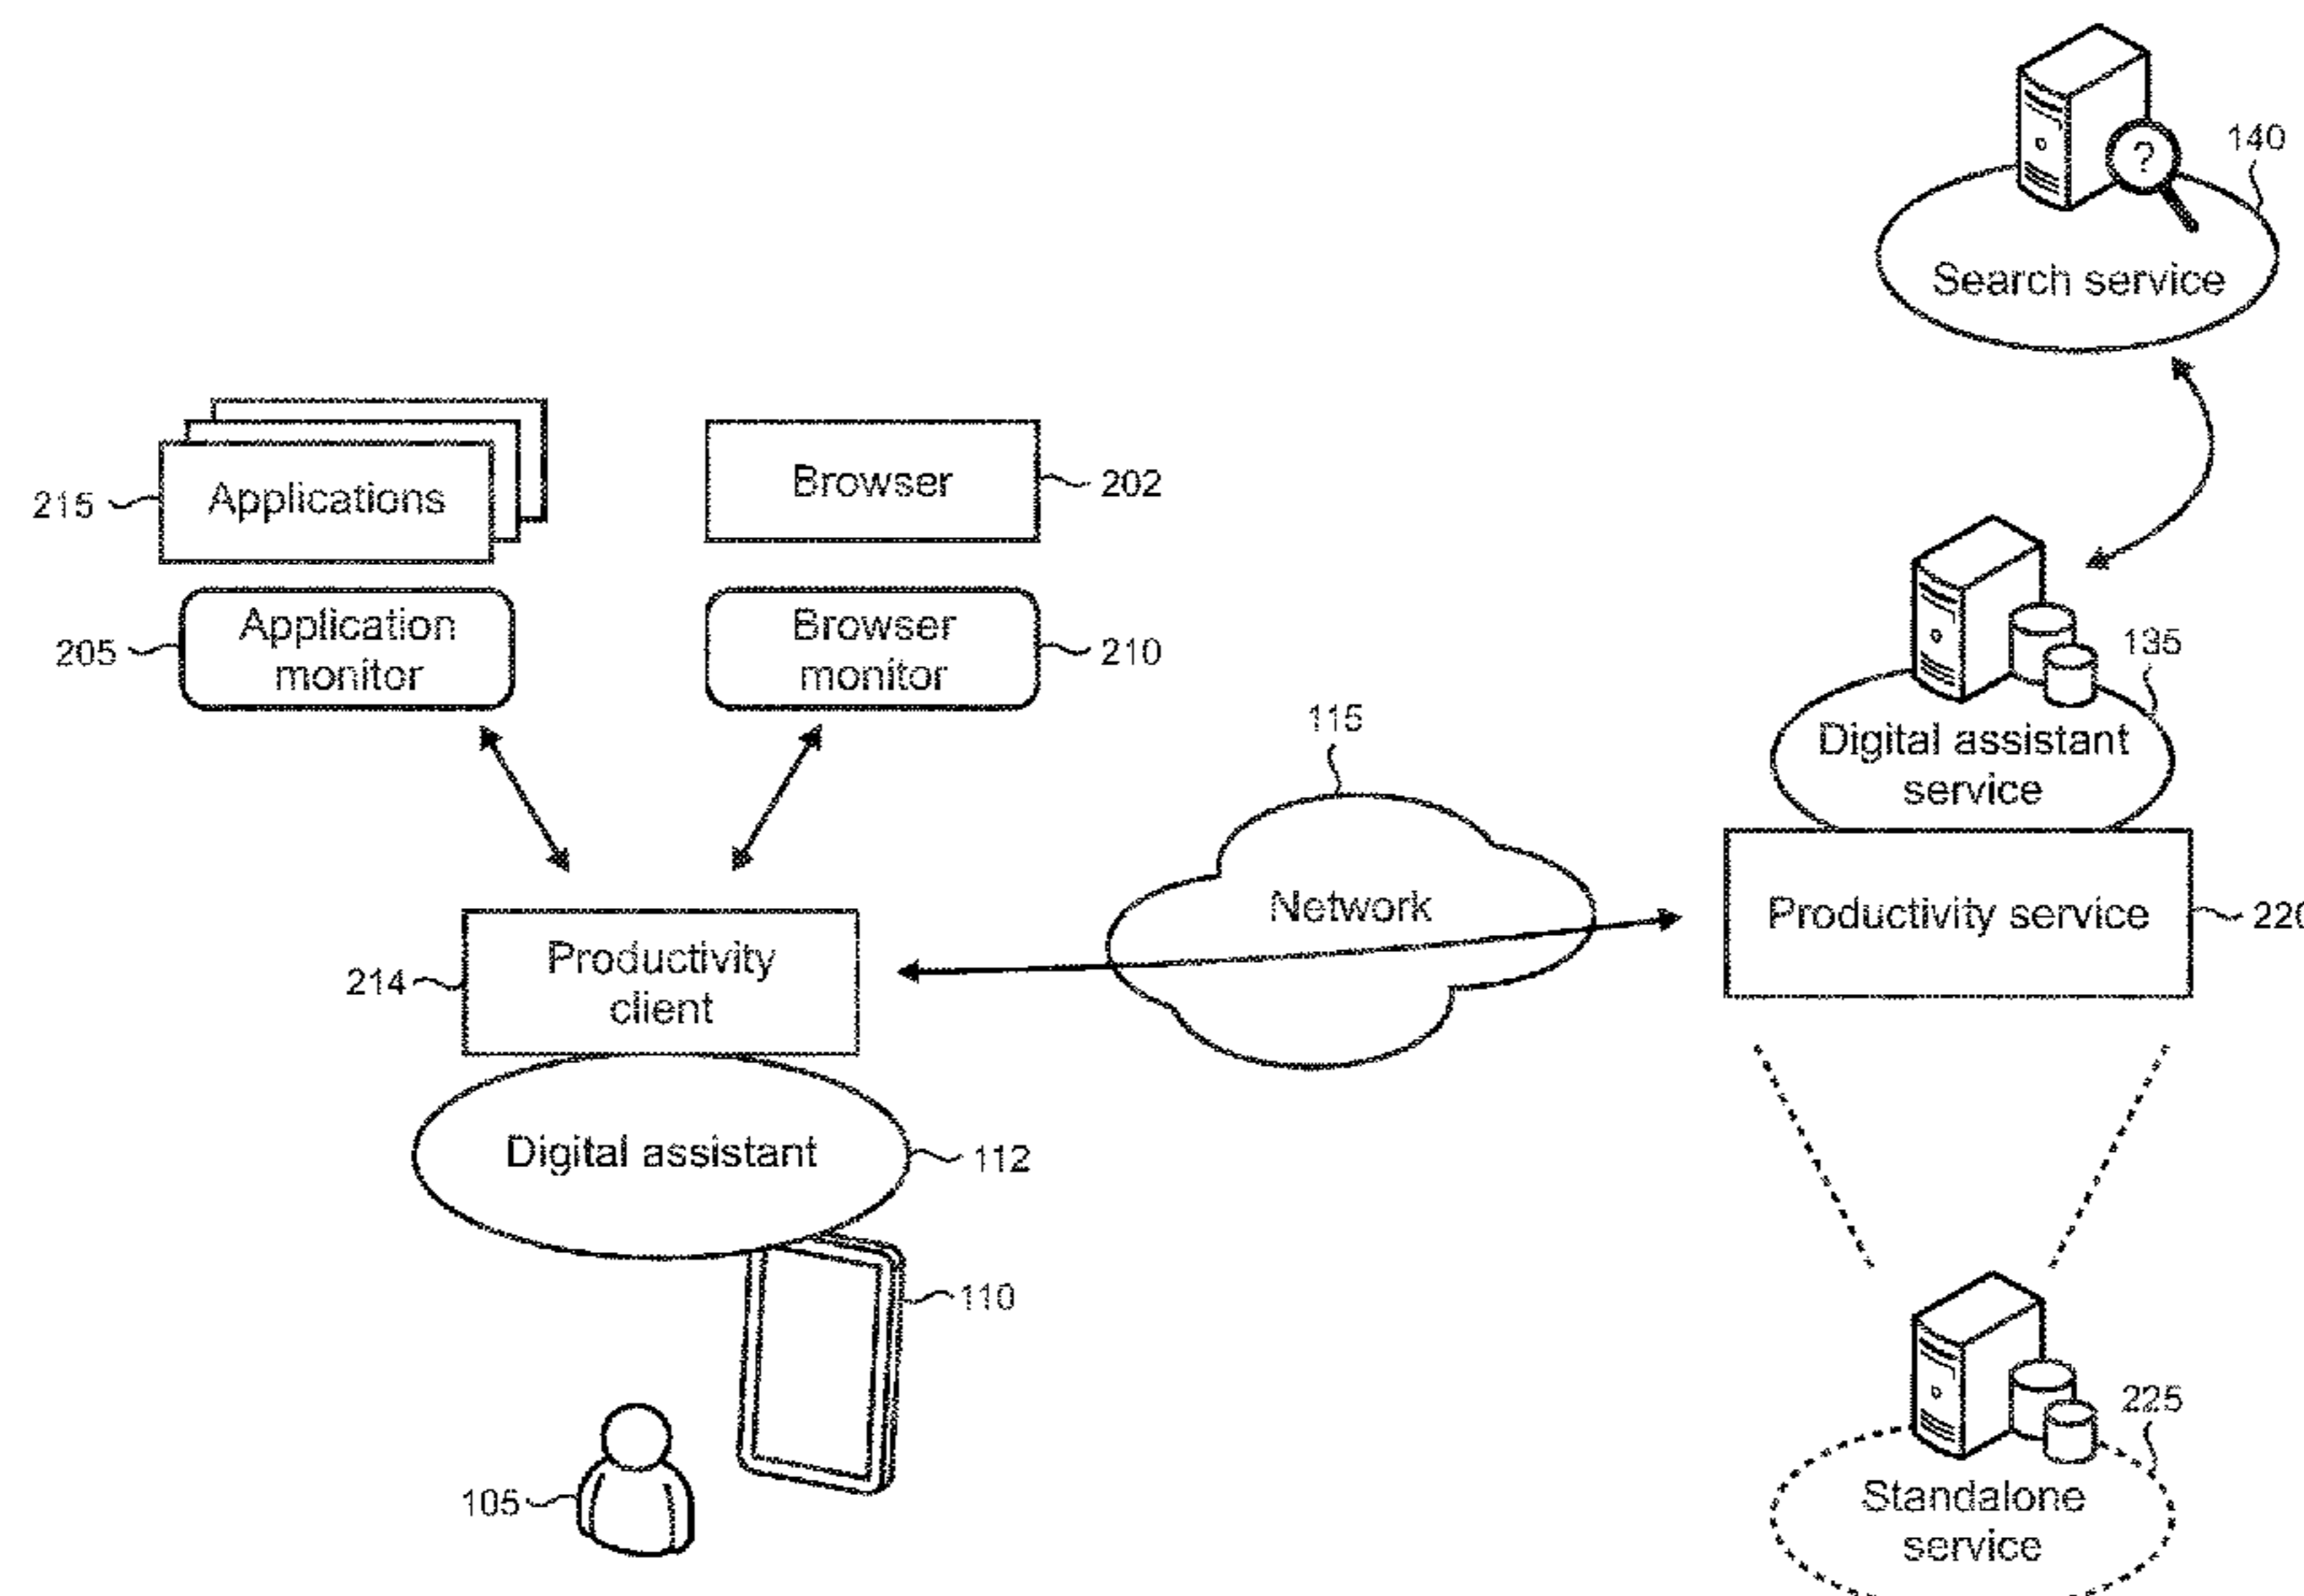 ?
140
Search service
215
Applications
Browser
202
205
Application
monitor
Browser
monitor
210
135
Digital assistant
service
115
Network
Productivity service
220
214
Productivity
client
Digital assistant
112
110
105
225
Standalone
service